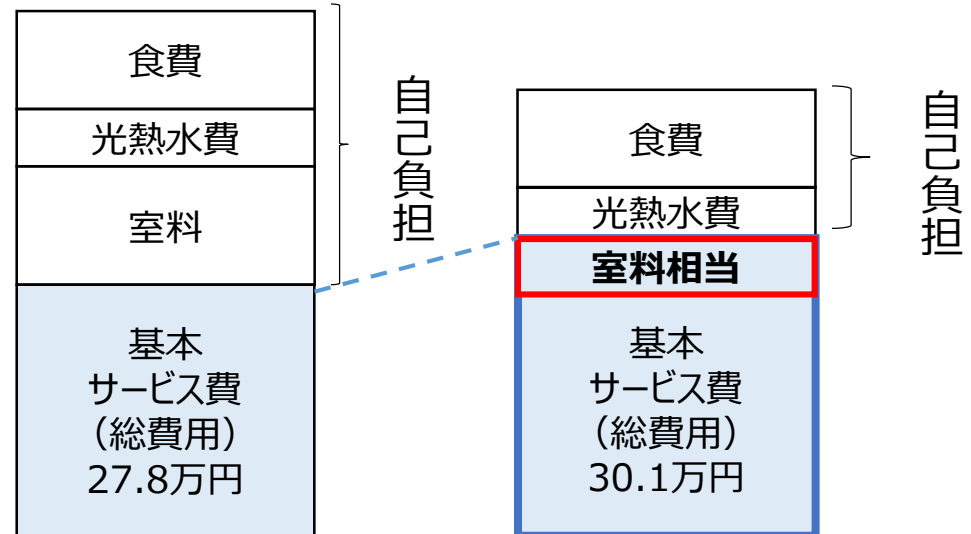 食費
光熱水費
室料
基本
サービス費
（総費用）
27.8万円
自己負担
食費
光熱水費
室料相当
基本
サービス費
（総費用）
30.1万円
自己負担